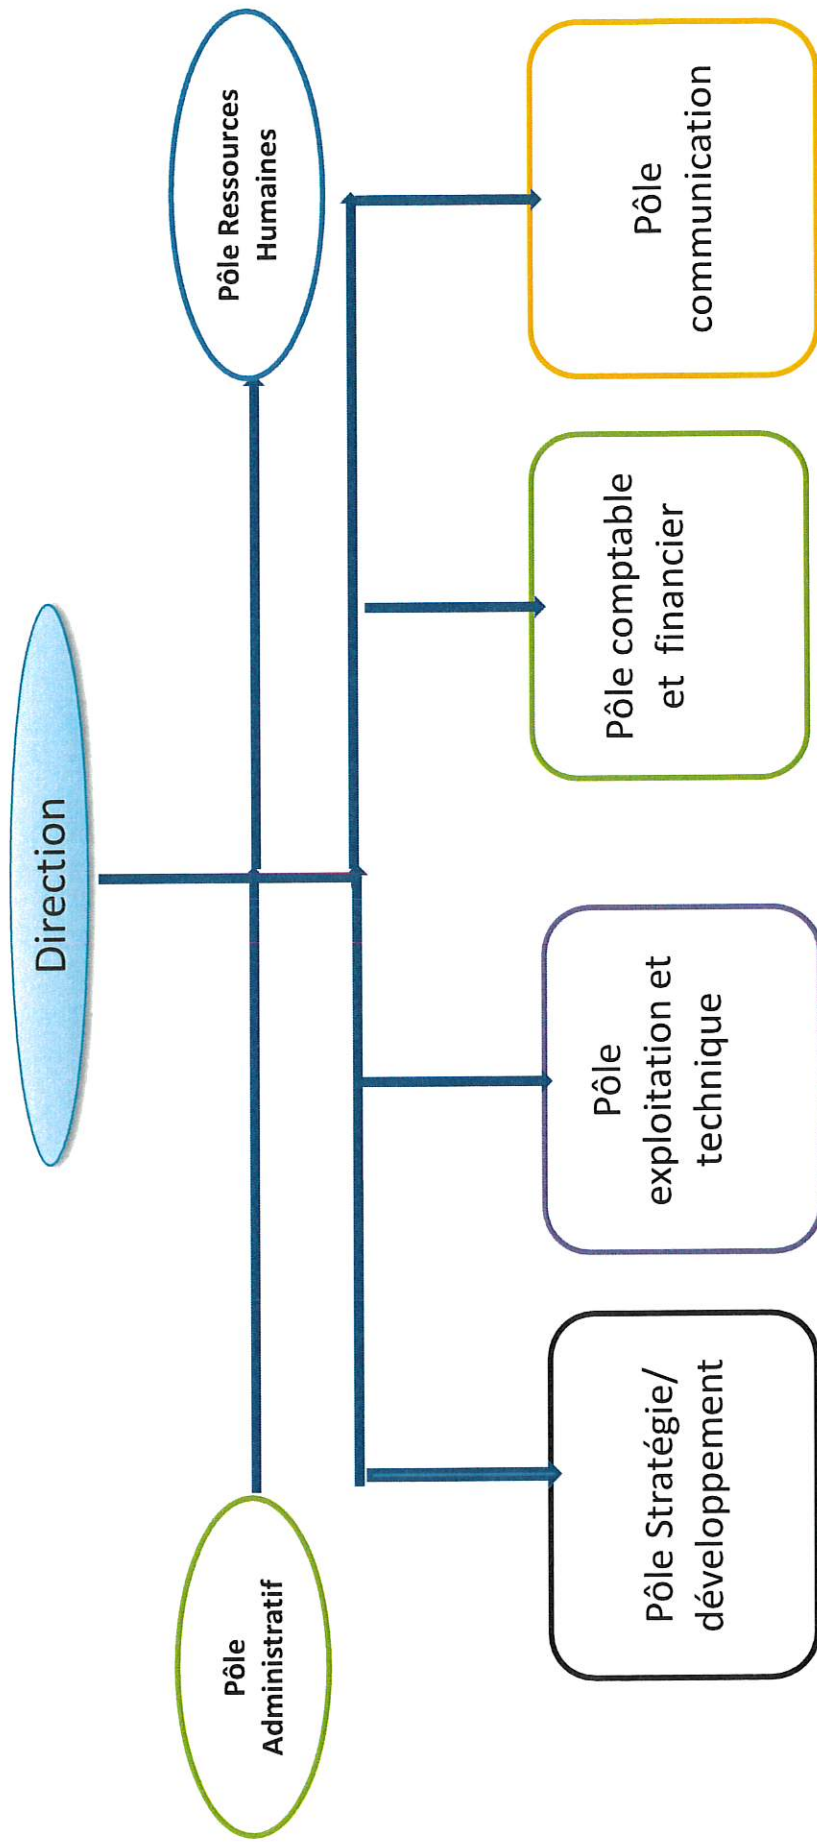 Direction
Pôle
Administratif
Pôle Ressources
Humaines
Pôle Stratégie/
développement
Pôle
exploitation et
technique
Pôle comptable
et financier
Pôle
communication